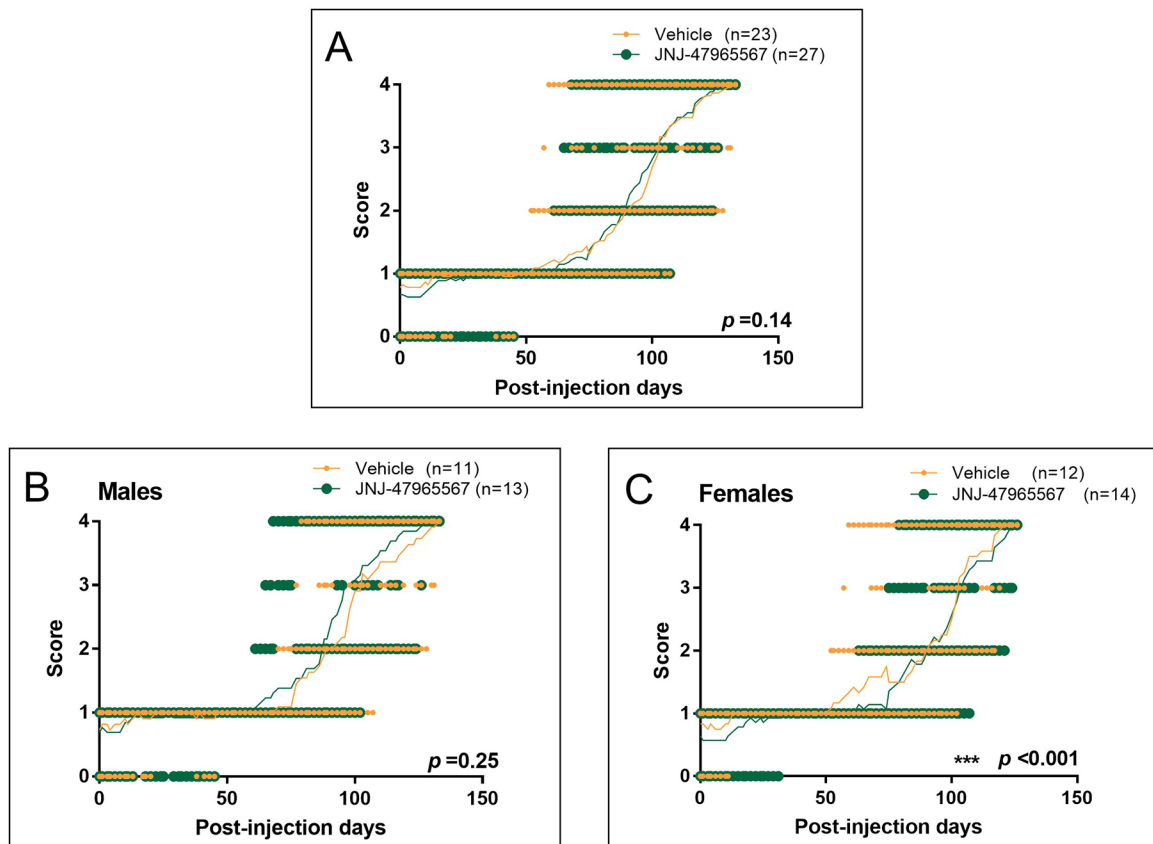 A
Vehicle (n=23)
JNJ-47965567 (n=27)
4
3
2
1
0
Score
p =0.14
0 50 100 150
Post-injection days
B Males
Vehicle (n=11)
JNJ-47965567 (n=13)
4
3
2
1
0
Score
p =0.25
0 50 100 150
Post-injection days
C Females
Vehicle (n=12)
JNJ-47965567 (n=14)
4
3
2
1
0
Score
*** p <0.001
0 50 100 150
Post-injection days